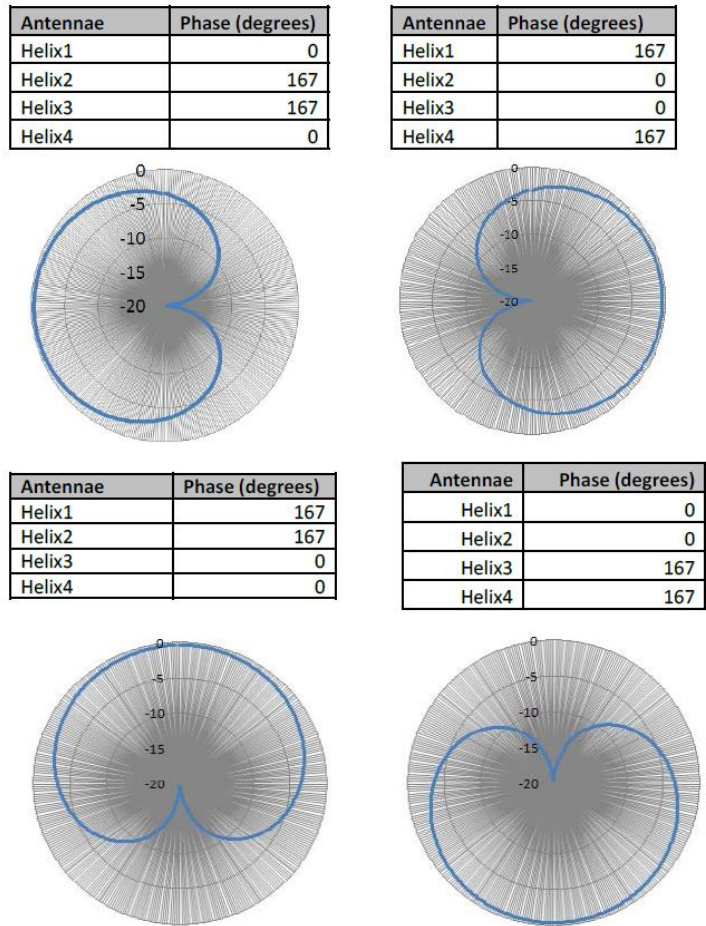 Antennae Phase (degrees)
Helix1 0
Helix2 167
Helix3 167
Helix4 0
Antennae Phase (degrees)
Helix1 167
Helix2 0
Helix3 0
Helix4 167
0
-5
-10
-15
-20
0
-5
-10
-15
-20
Antennae Phase (degrees)
Helix1 167
Helix2 167
Helix3 0
Helix4 0
Antennae Phase (degrees)
Helix1 0
Helix2 0
Helix3 167
Helix4 167
0
-5
-10
-15
-20
0
-5
-10
-15
-20